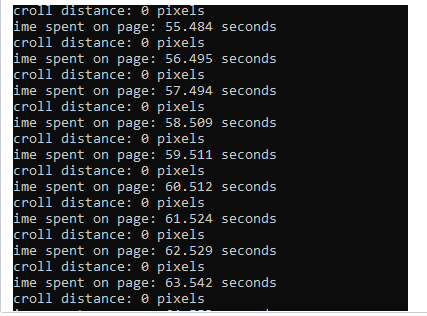 croll distance: 0 pixels
ime spent on page: 55.484 seconds
croll distance: 0 pixels
ime spent on page: 56.495 seconds
croll distance: 0 pixels
ime spent on page: 57.494 seconds
croll distance: 0 pixels
ime spent on page: 58.509 seconds
croll distance: 0 pixels
ime spent on page: 59.511 seconds
croll distance: 0 pixels
ime spent on page: 60.512 seconds
croll distance: 0 pixels
ime spent on page: 61.524 seconds
croll distance: 0 pixels
ime spent on page: 62.529 seconds
croll distance: 0 pixels
ime spent on page: 63.542 seconds
croll distance: 0 pixels